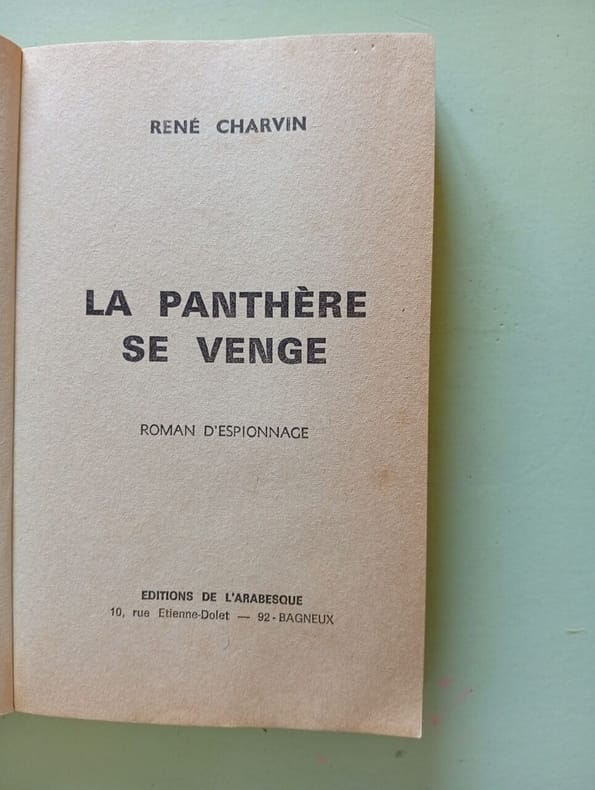 RENÉ CHARVIN
LA PANTHÈRE
SE VENGE
ROMAN D'ESPIONNAGE
EDITIONS DE L'ARABESQUE
10, rue Etienne-Dolet — 92 - BAGNEUX